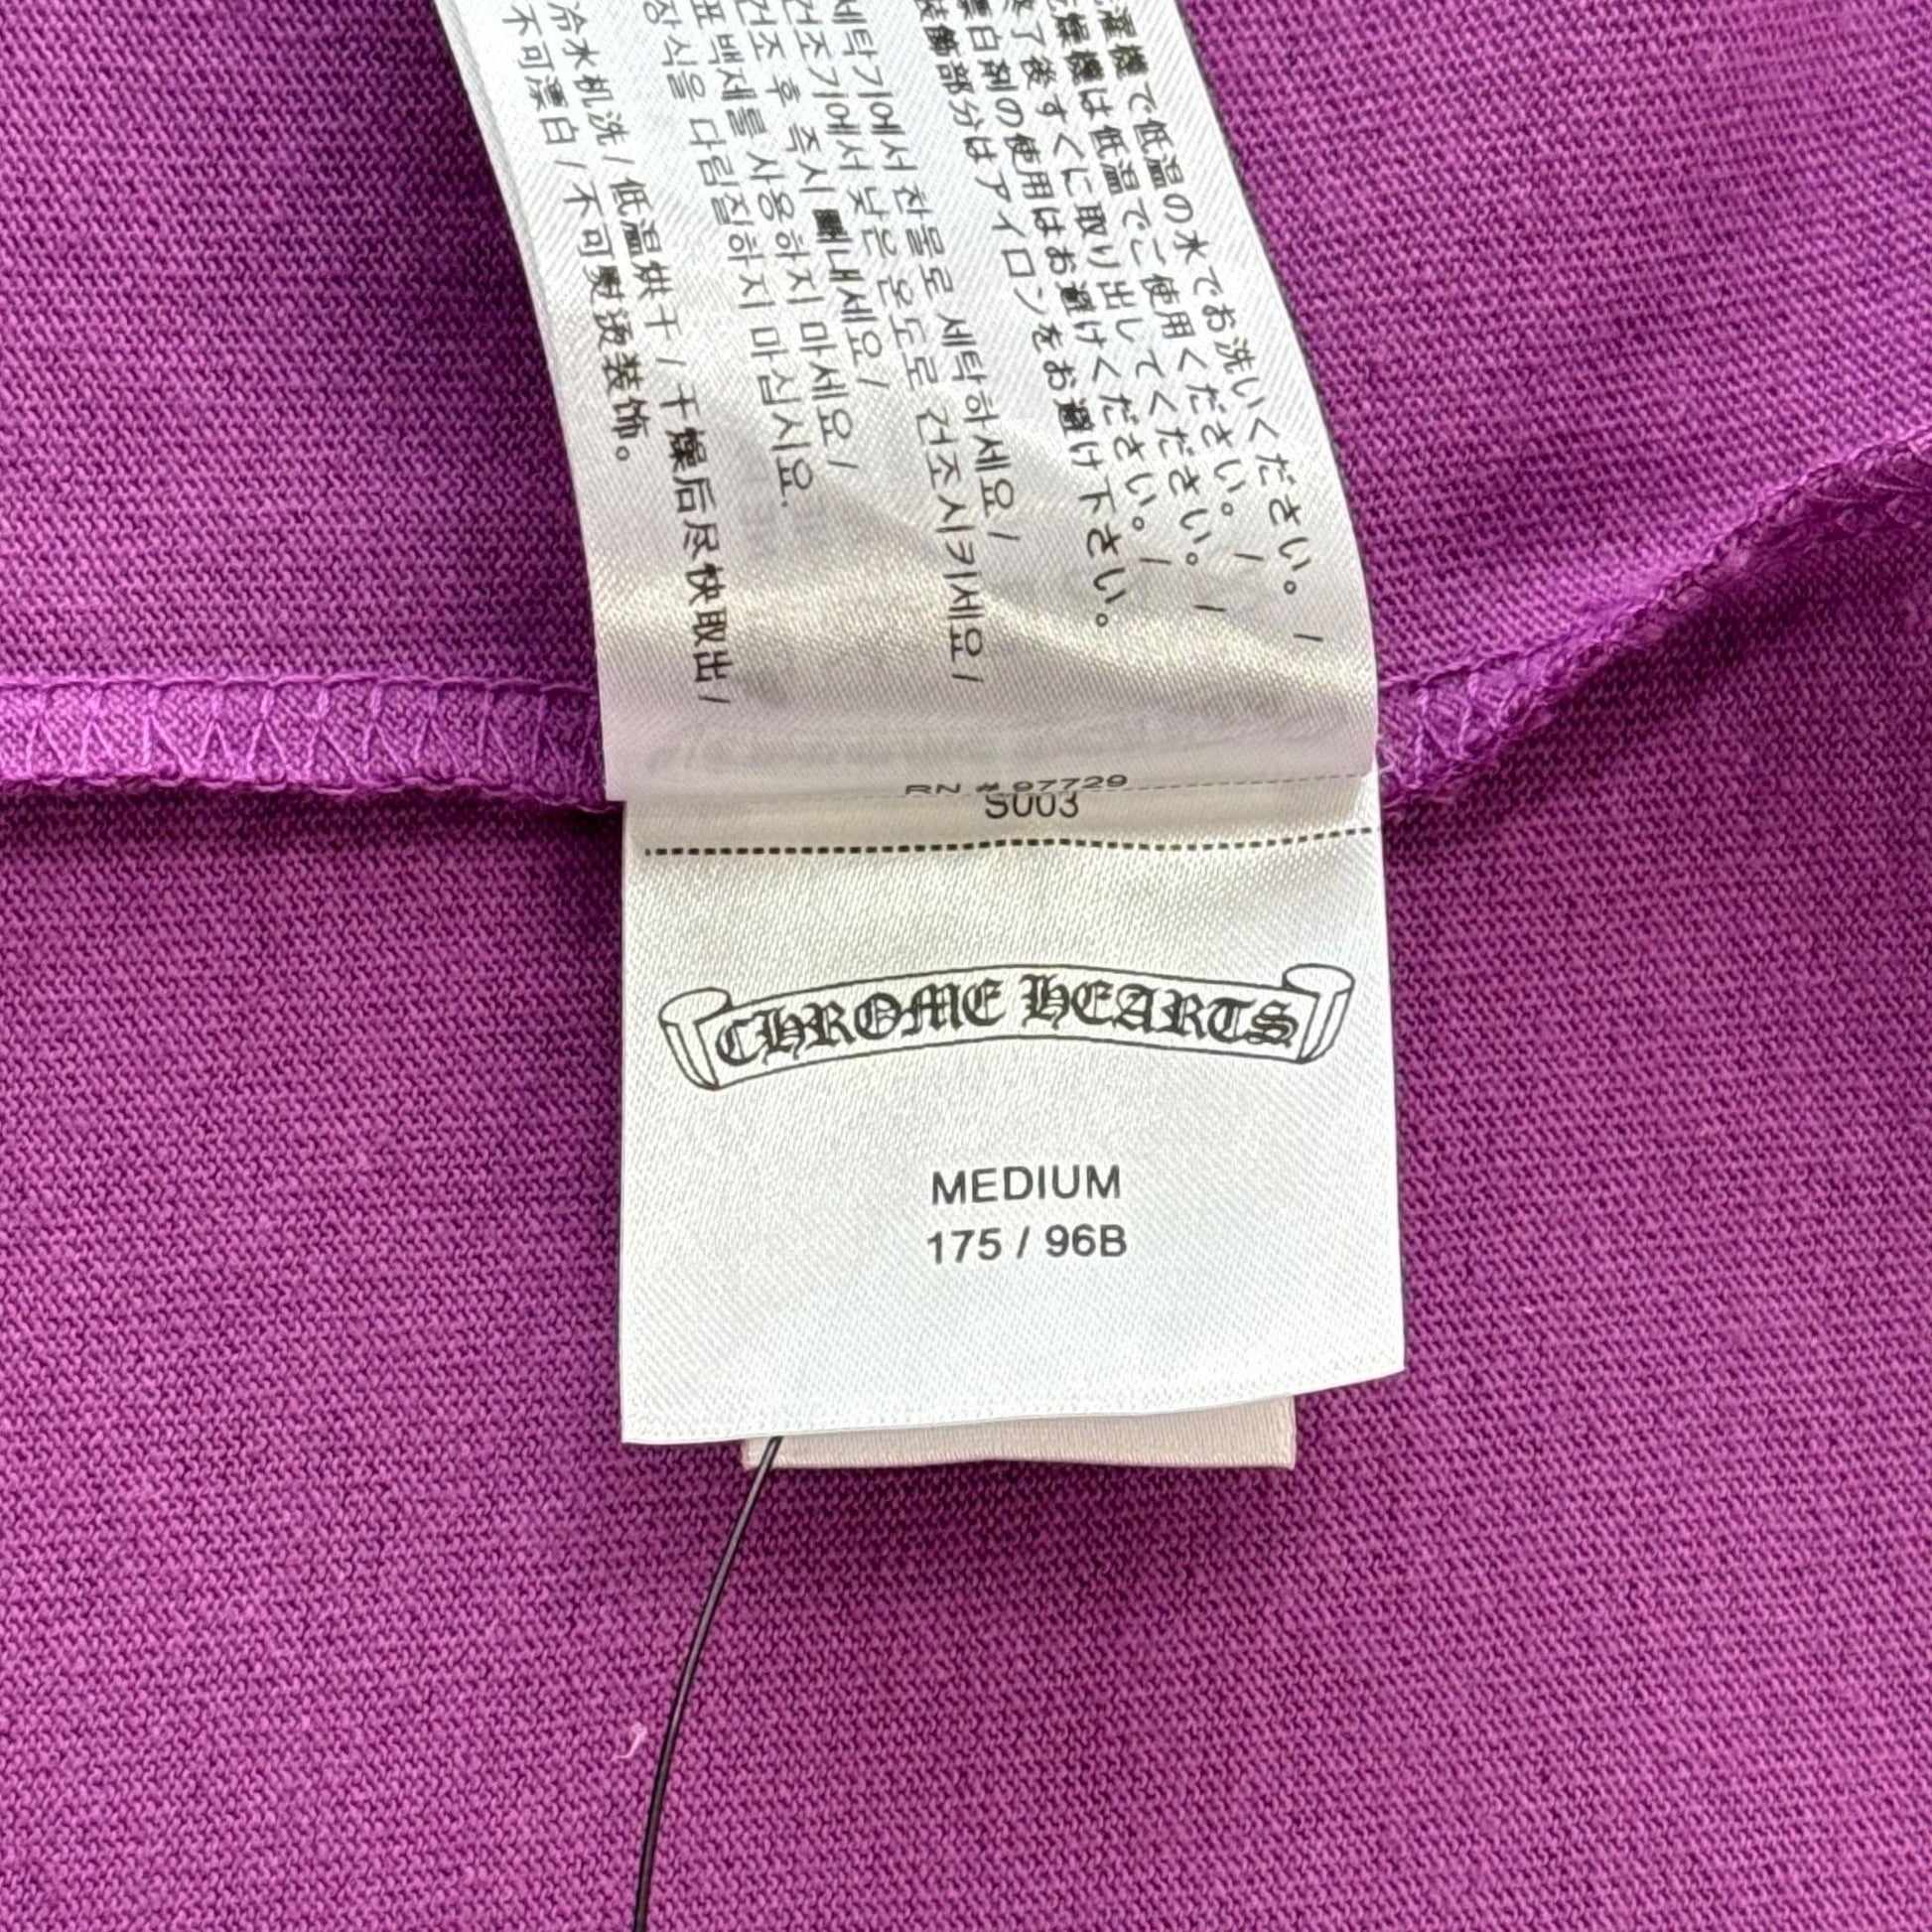 濯機で低温の水でお洗いください。 /
燥機は低温でご使用ください。 /
了後すぐに取り出してください。 /
白剤の使用はお避けください。 /
装飾部分はアイロンをお避け下さい。
세탁기에서 찬물로 세탁하세요 /
건조기에서 낮은 온도로 건조시키세요 /
건조 후 즉시 빼내세요 /
표백제를 사용하지 마세요 /
장식을 다림질하지 마십시요.
冷水机洗 / 低温烘干 / 干燥后尽快取出 /
不可漂白 / 不可熨烫装饰。
RN # 97729
S003
CHROME HEARTS
MEDIUM
175 / 96B